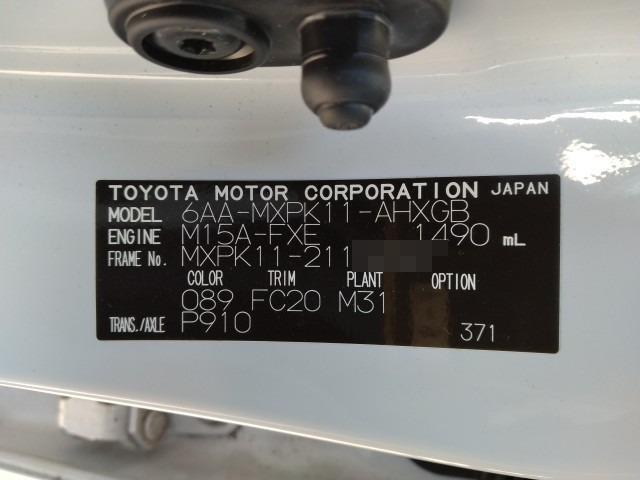 TOYOTA MOTOR CORPORATION JAPAN
MODEL 6AA-MXPK11-AHXGB
ENGINE M15A-FXE 1490 mL
FRAME No. MXPK11-211
COLOR TRIM PLANT OPTION
089 FC20 M31
TRANS./AXLE P910 371